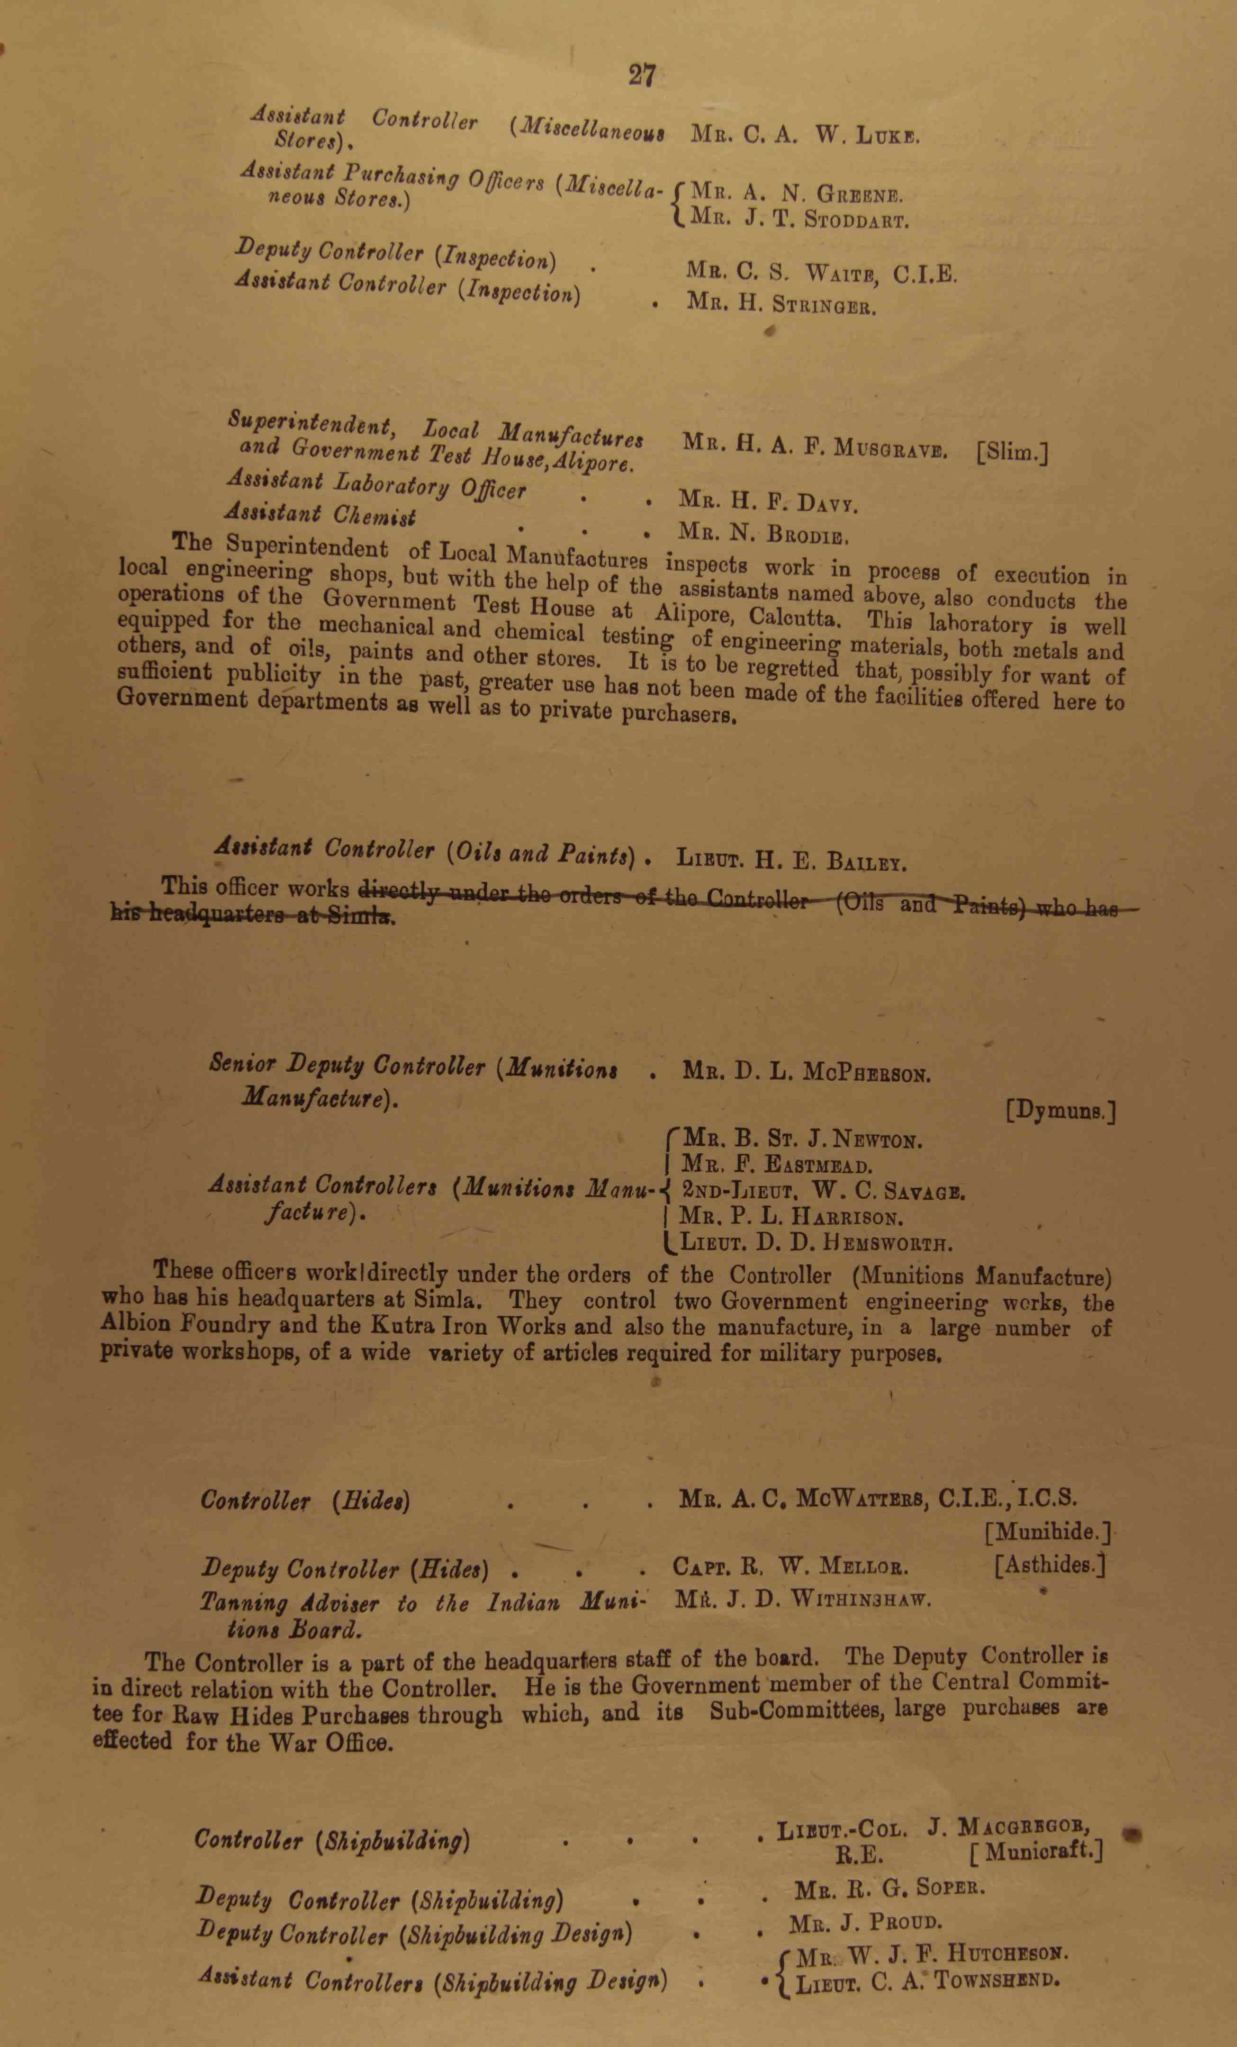 27
Assistant Controller (Miscellaneous MR. C. A. W. LUKE.
Stores).
Assistant Purchasing Officers (Miscella- { MR. A. N. GREENE.
neous Stores.) MR. J. T. STODDART.
Deputy Controller (Inspection) . MR. C. S. WAITE, C.I.E.
Assistant Controller (Inspection) . MR. H. STRINGER.
Superintendent, Local Manufactures MR. H. A. F. MUSGRAVE. [Slim.]
and Government Test House, Alipore.
Assistant Laboratory Officer . . MR. H. F. DAVY.
Assistant Chemist . . . MR. N. BRODIE.
The Superintendent of Local Manufactures inspects work in process of execution in
local engineering shops, but with the help of the assistants named above, also conducts the
operations of the Government Test House at Alipore, Calcutta. This laboratory is well
equipped for the mechanical and chemical testing of engineering materials, both metals and
others, and of oils, paints and other stores. It is to be regretted that, possibly for want of
sufficient publicity in the past, greater use has not been made of the facilities offered here to
Government departments as well as to private purchasers.
Assistant Controller (Oils and Paints) . LIEUT. H. E. BAILEY.
This officer works directly under the orders of the Controller (Oils and Paints) who has
his headquarters at Simla.
Senior Deputy Controller (Munitions . MR. D. L. MCPHERSON.
Manufacture).
[Dymuns.]
MR. B. ST. J. NEWTON.
MR. F. EASTMEAD.
Assistant Controllers (Munitions Manu- { 2ND-LIEUT. W. C. SAVAGE.
facture). MR. P. L. HARRISON.
LIEUT. D. D. HEMSWORTH.
These officers work directly under the orders of the Controller (Munitions Manufacture)
who has his headquarters at Simla. They control two Government engineering works, the
Albion Foundry and the Kutra Iron Works and also the manufacture, in a large number of
private workshops, of a wide variety of articles required for military purposes.
Controller (Hides) . . . MR. A. C. MCWATTERS, C.I.E., I.C.S.
[Munihide.]
Deputy Controller (Hides) . . . CAPT. R. W. MELLOR. [Asthides.]
Tanning Adviser to the Indian Muni- MR. J. D. WITHINSHAW.
tions Board.
The Controller is a part of the headquarters staff of the board. The Deputy Controller is
in direct relation with the Controller. He is the Government member of the Central Commit-
tee for Raw Hides Purchases through which, and its Sub-Committees, large purchases are
effected for the War Office.
Controller (Shipbuilding) . . . . LIEUT.-COL. J. MACGREGOR,
R.E. [Municraft.]
Deputy Controller (Shipbuilding) . . . MR. R. G. SOPER.
Deputy Controller (Shipbuilding Design) . . MR. J. PROUD.
Assistant Controllers (Shipbuilding Design) . . { MR. W. J. F. HUTCHESON.
LIEUT. C. A. TOWNSHEND.